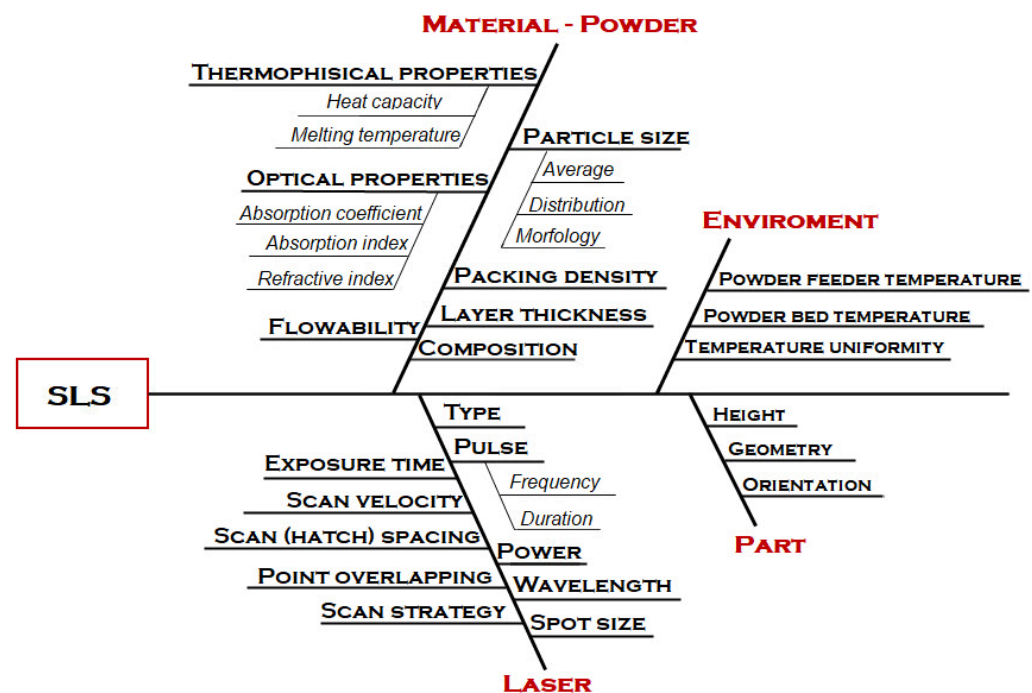 MATERIAL - POWDER
THERMOPHISICAL PROPERTIES
Heat capacity
Melting temperature
OPTICAL PROPERTIES
Absorption coefficient
Absorption index
Refractive index
FLOWABILITY
PARTICLE SIZE
Average
Distribution
Morfology
PACKING DENSITY
LAYER THICKNESS
COMPOSITION
ENVIROMENT
POWDER FEEDER TEMPERATURE
POWDER BED TEMPERATURE
TEMPERATURE UNIFORMITY
SLS
TYPE
PULSE
Frequency
Duration
POWER
WAVELENGTH
SPOT SIZE
EXPOSURE TIME
SCAN VELOCITY
SCAN (HATCH) SPACING
POINT OVERLAPPING
SCAN STRATEGY
LASER
HEIGHT
GEOMETRY
ORIENTATION
PART